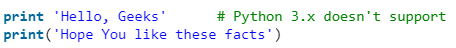 print 'Hello, Geeks'      # Python 3.x doesn't support
print('Hope You like these facts')